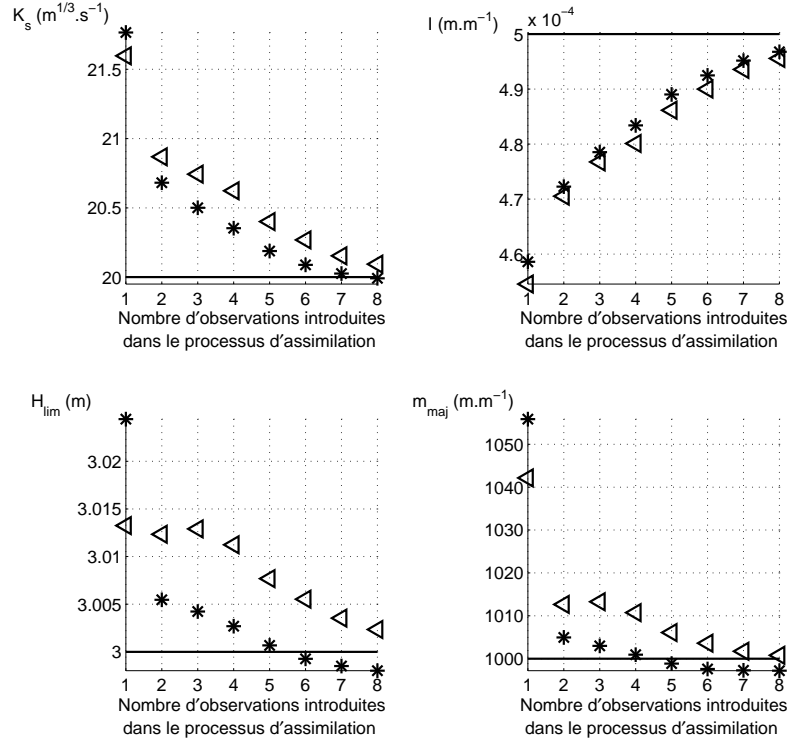 K_s (m^1/3.s^−1)
21.5
21
20.5
20
1 2 3 4 5 6 7 8
Nombre d'observations introduites
dans le processus d'assimilation
I (m.m^−1)
x 10^−4
5
4.9
4.8
4.7
4.6
1 2 3 4 5 6 7 8
Nombre d'observations introduites
dans le processus d'assimilation
H_lim (m)
3.02
3.015
3.01
3.005
3
1 2 3 4 5 6 7 8
Nombre d'observations introduites
dans le processus d'assimilation
m_maj (m.m^−1)
1050
1040
1030
1020
1010
1000
1 2 3 4 5 6 7 8
Nombre d'observations introduites
dans le processus d'assimilation